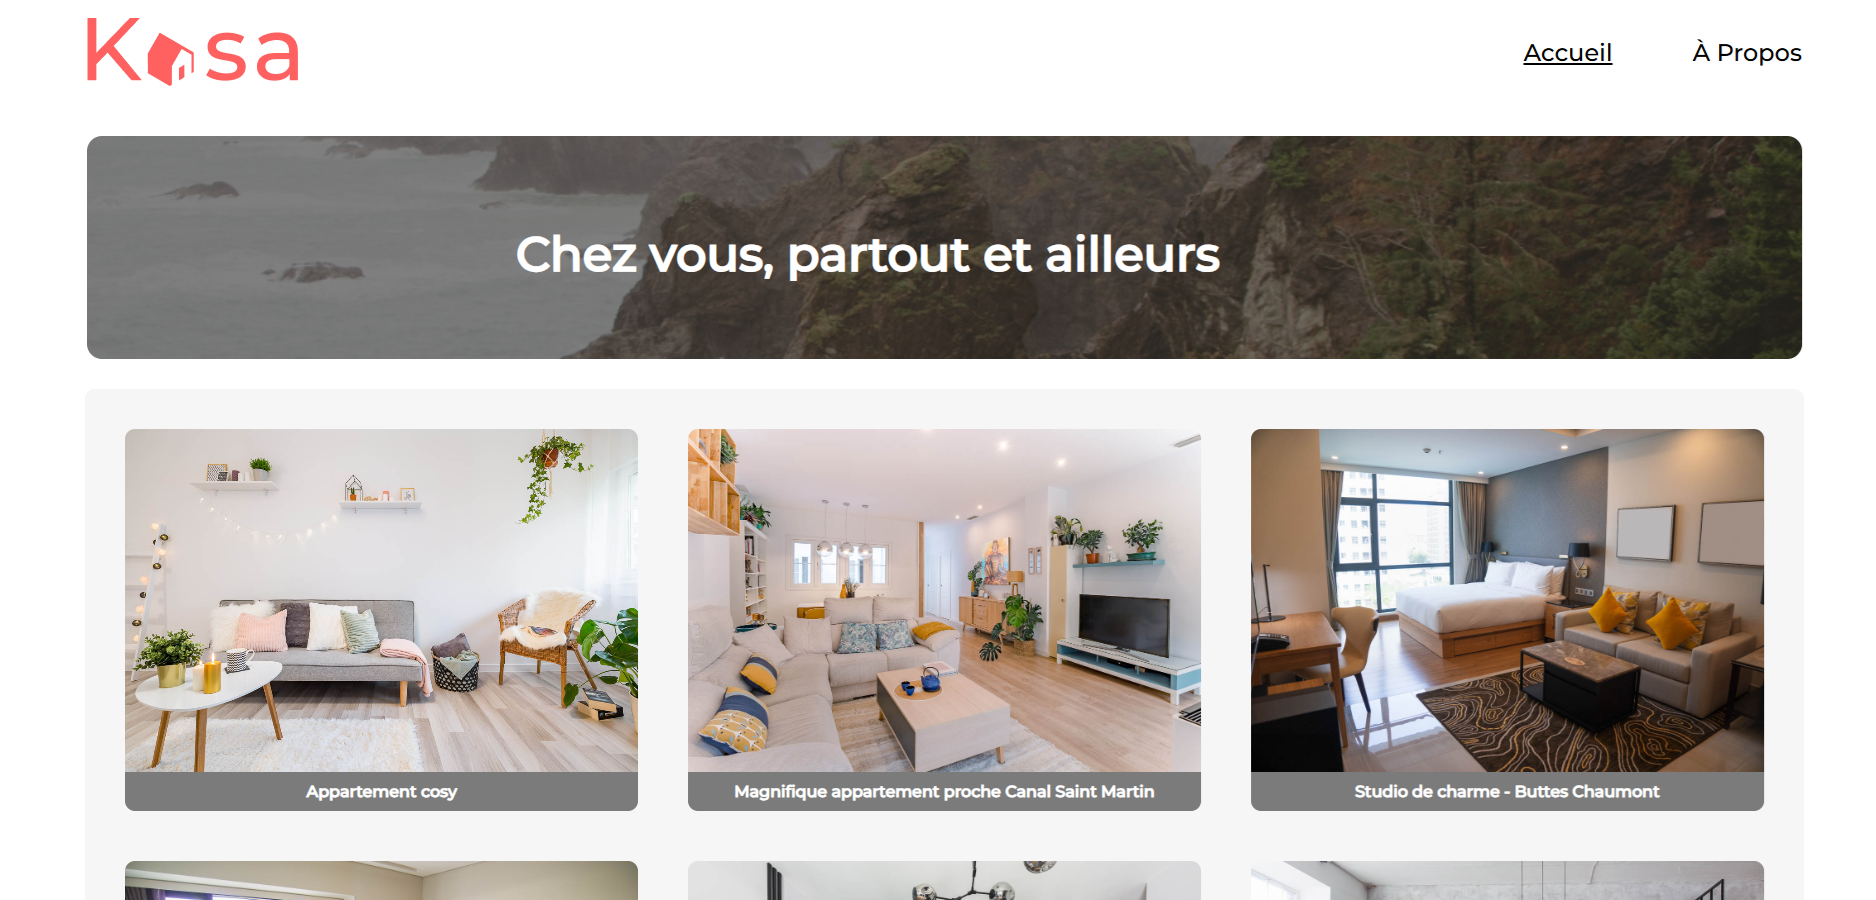 Kasa
Accueil
À Propos
Chez vous, partout et ailleurs
Appartement cosy
Magnifique appartement proche Canal Saint Martin
Studio de charme - Buttes Chaumont